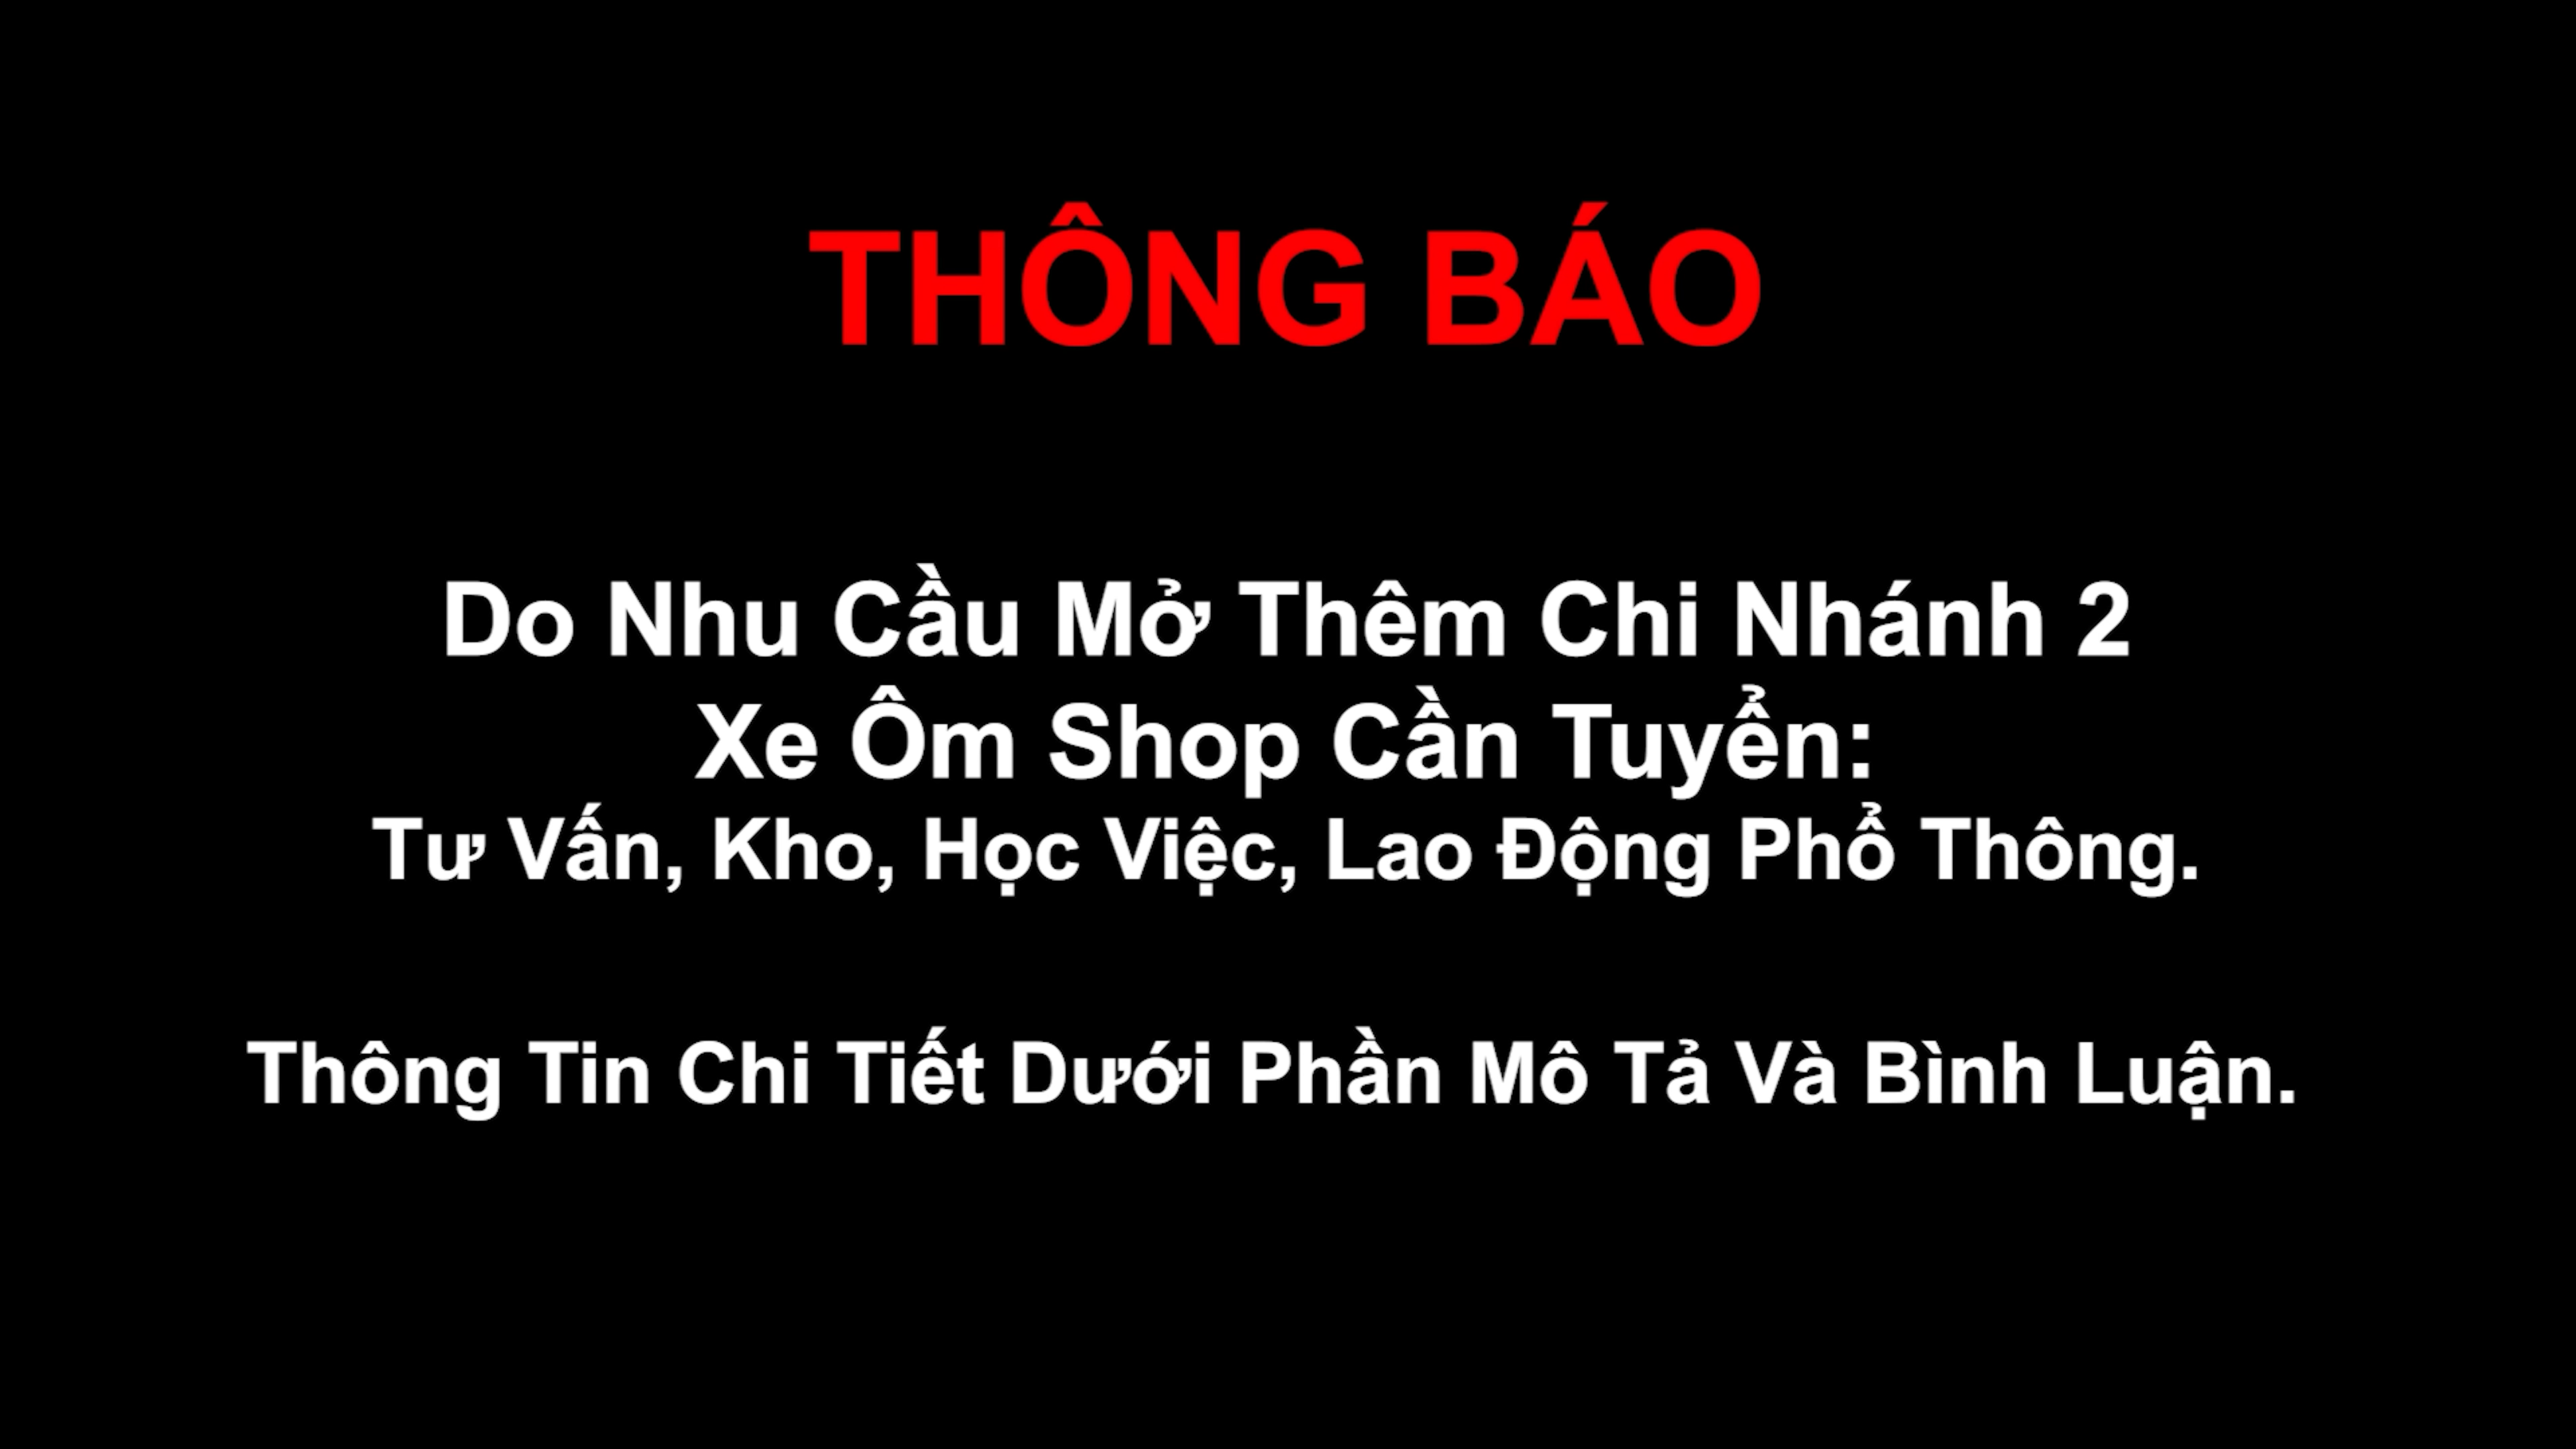 THÔNG BÁO
Do Nhu Cầu Mở Thêm Chi Nhánh 2
Xe Ôm Shop Cần Tuyển:
Tư Vấn, Kho, Học Việc, Lao Động Phổ Thông.
Thông Tin Chi Tiết Dưới Phần Mô Tả Và Bình Luận.